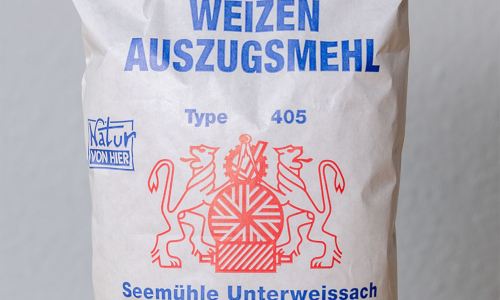 WEIZEN
AUSZUGSMEHL
Type 405
Natur
VON HIER
Seemühle Unterweissach